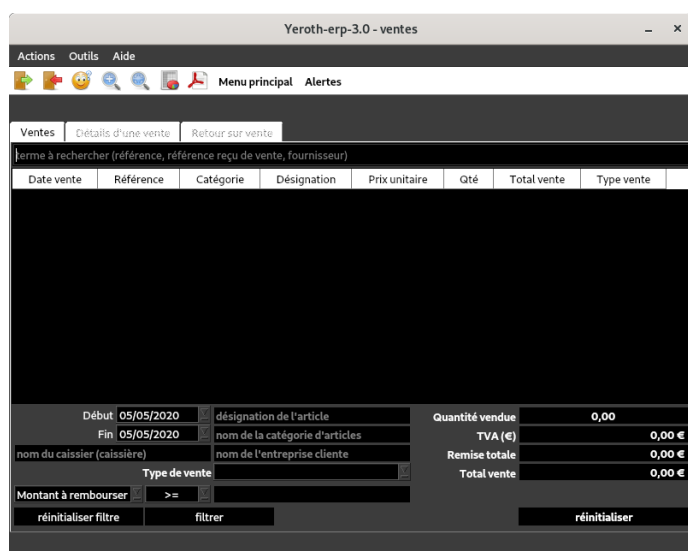 Yeroth-erp-3.0 - ventes
Actions Outils Aide
Menu principal Alertes
Ventes Détails d'une vente Retour sur vente
terme à rechercher (référence, référence reçu de vente, fournisseur)
Date vente Référence Catégorie Désignation Prix unitaire Qté Total vente Type vente
Début 05/05/2020 désignation de l'article Quantité vendue 0,00
Fin 05/05/2020 nom de la catégorie d'articles TVA (€) 0,00 €
nom du caissier (caissière) nom de l'entreprise cliente Remise totale 0,00 €
Type de vente Total vente 0,00 €
Montant à rembourser >=
réinitialiser filtre filtrer réinitialiser